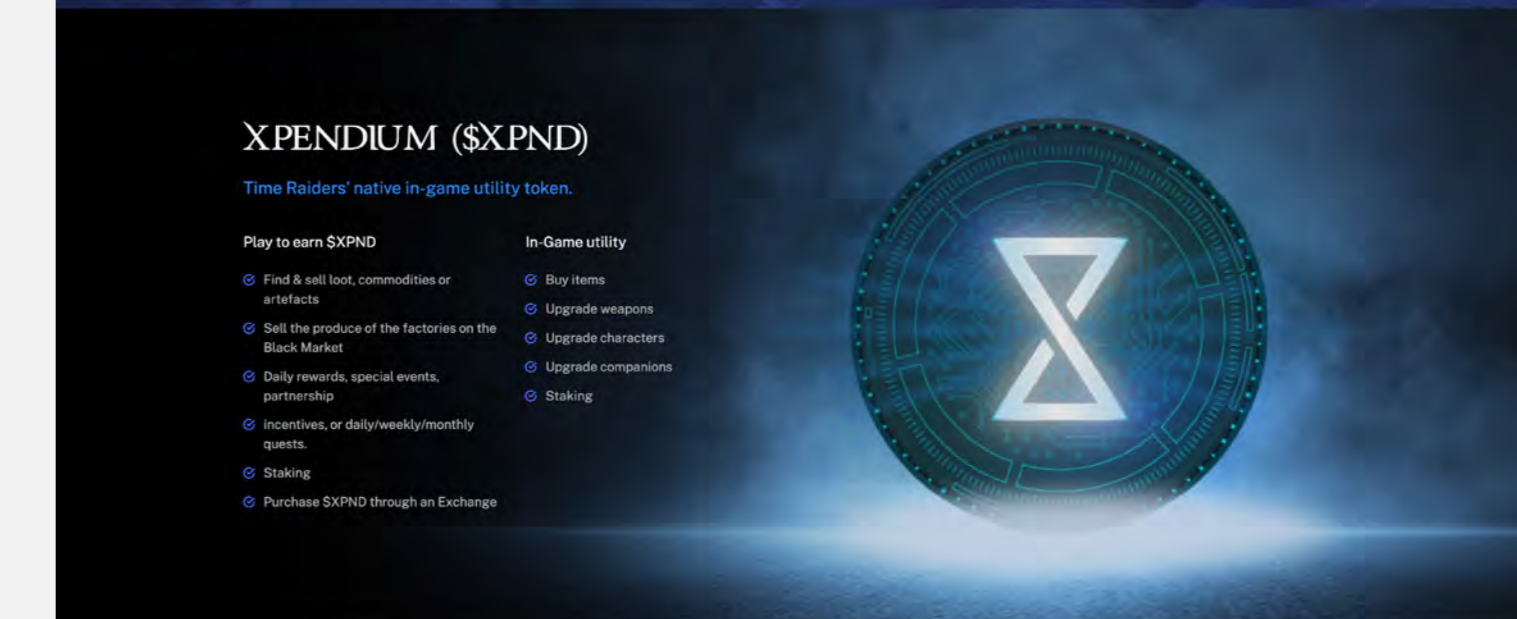 XPENDIUM ($XPND)
Time Raiders' native in-game utility token.
Play to earn $XPND
Find & sell loot, commodities or
artefacts
Sell the produce of the factories on the
Black Market
Daily rewards, special events,
partnership
incentives, or daily/weekly/monthly
quests.
Staking
Purchase $XPND through an Exchange
In-Game utility
Buy items
Upgrade weapons
Upgrade characters
Upgrade companions
Staking